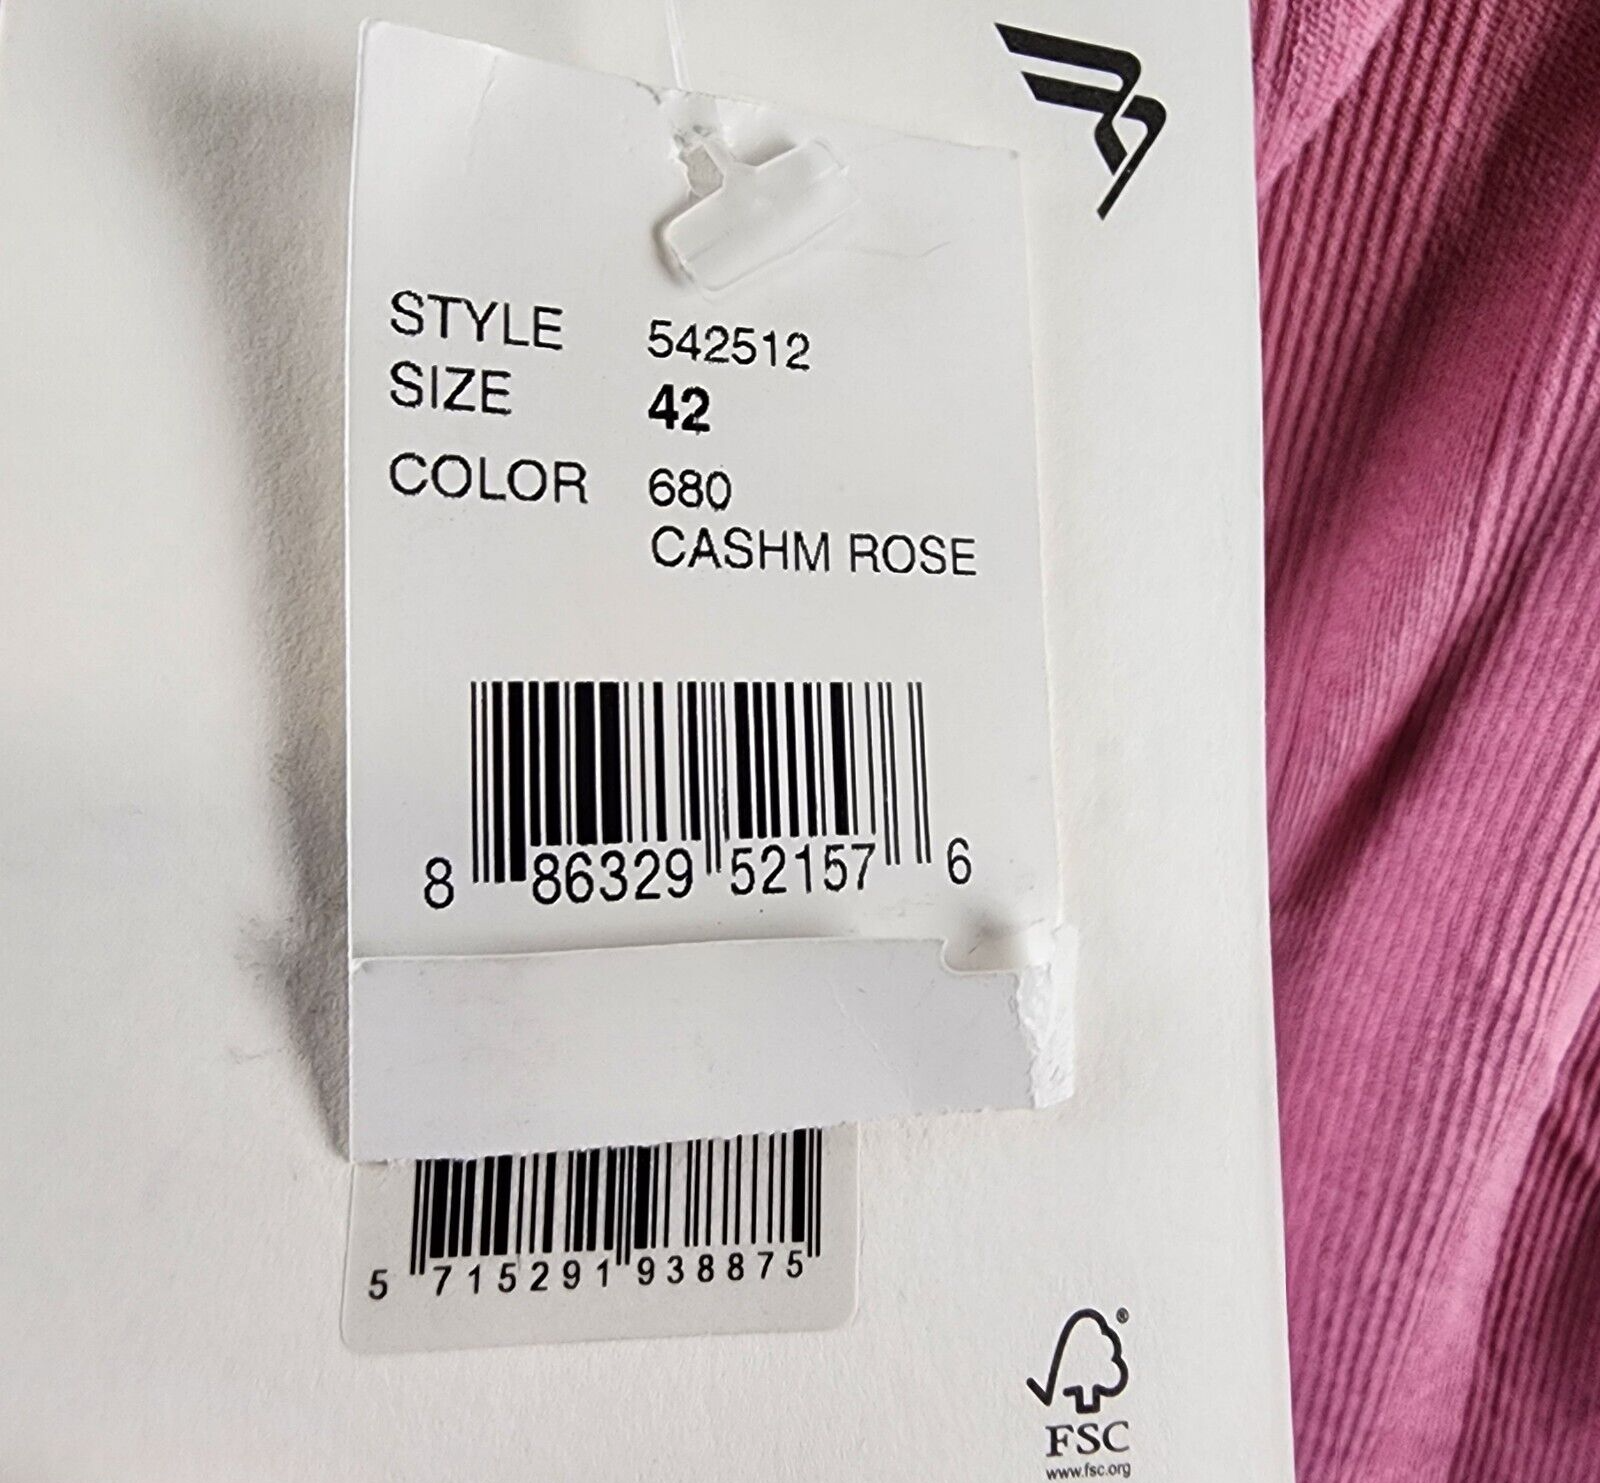 STYLE 542512
SIZE 42
COLOR 680
CASHM ROSE
8 86329 52157 6
5 715291 938875
®
FSC
www.fsc.org